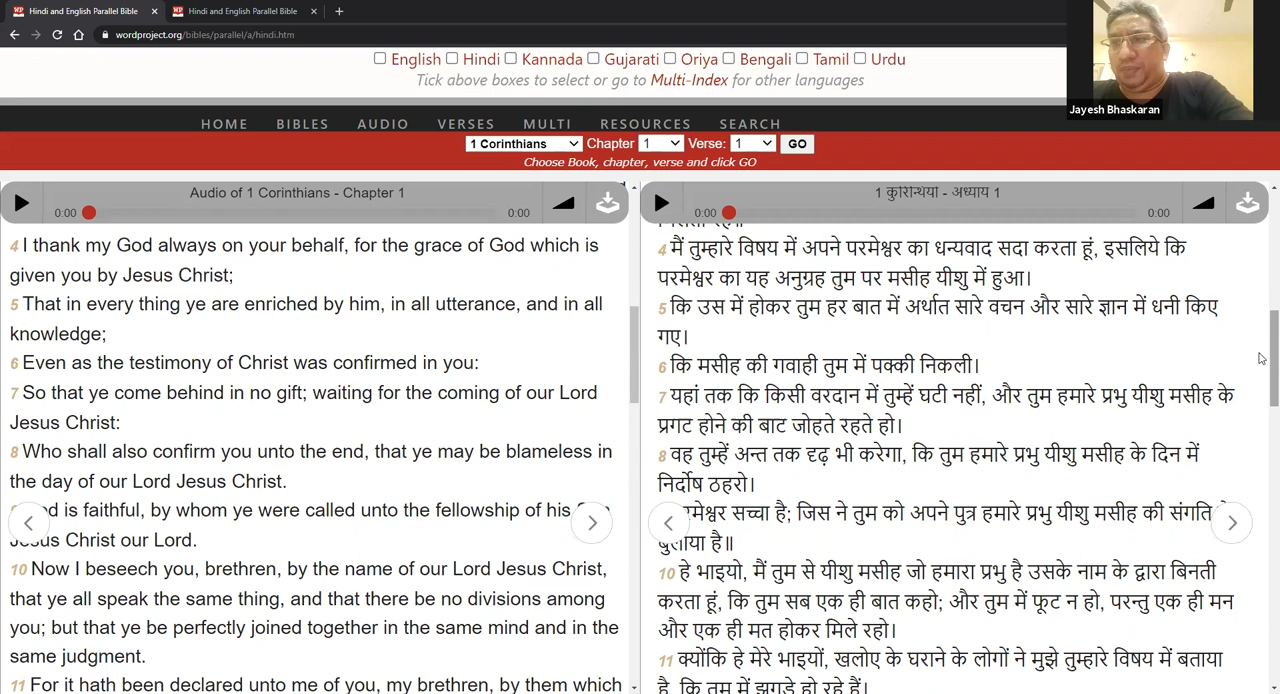 Hindi and English Parallel Bible
Hindi and English Parallel Bible
wordproject.org/bibles/parallel/a/hindi.htm
English Hindi Kannada Gujarati Oriya Bengali Tamil Urdu
Tick above boxes to select or go to Multi-Index for other languages
Jayesh Bhaskaran
HOME BIBLES AUDIO VERSES MULTI RESOURCES SEARCH
1 Corinthians Chapter 1 Verse: 1 GO
Choose Book, chapter, verse and click GO
Audio of 1 Corinthians - Chapter 1
0:00 0:00
4 I thank my God always on your behalf, for the grace of God which is
given you by Jesus Christ;
5 That in every thing ye are enriched by him, in all utterance, and in all
knowledge;
6 Even as the testimony of Christ was confirmed in you:
7 So that ye come behind in no gift; waiting for the coming of our Lord
Jesus Christ:
8 Who shall also confirm you unto the end, that ye may be blameless in
the day of our Lord Jesus Christ.
is faithful, by whom ye were called unto the fellowship of his
Christ our Lord.
10 Now I beseech you, brethren, by the name of our Lord Jesus Christ,
that ye all speak the same thing, and that there be no divisions among
you; but that ye be perfectly joined together in the same mind and in the
same judgment.
11 For it hath been declared unto me of you, my brethren, by them which
1 कुरिन्थियों - अध्याय 1
0:00 0:00
4 मैं तुम्हारे विषय में अपने परमेश्वर का धन्यवाद सदा करता हूं, इसलिये कि
परमेश्वर का यह अनुग्रह तुम पर मसीह यीशु में हुआ।
5 कि उस में होकर तुम हर बात में अर्थात सारे वचन और सारे ज्ञान में धनी किए
गए।
6 कि मसीह की गवाही तुम में पक्की निकली।
7 यहां तक कि किसी वरदान में तुम्हें घटी नहीं, और तुम हमारे प्रभु यीशु मसीह के
प्रगट होने की बाट जोहते रहते हो।
8 वह तुम्हें अन्त तक दृढ़ भी करेगा, कि तुम हमारे प्रभु यीशु मसीह के दिन में
निर्दोष ठहरो।
सच्चा है; जिस ने तुम को अपने पुत्र हमारे प्रभु यीशु मसीह की संगति
बुलाया है॥
10 हे भाइयो, मैं तुम से यीशु मसीह जो हमारा प्रभु है उसके नाम के द्वारा बिनती
करता हूं, कि तुम सब एक ही बात कहो; और तुम में फूट न हो, परन्तु एक ही मन
और एक ही मत होकर मिले रहो।
11 क्योंकि हे मेरे भाइयों, खलोए के घराने के लोगों ने मुझे तुम्हारे विषय में बताया
है, कि तुम में झगड़े हो रहे हैं।